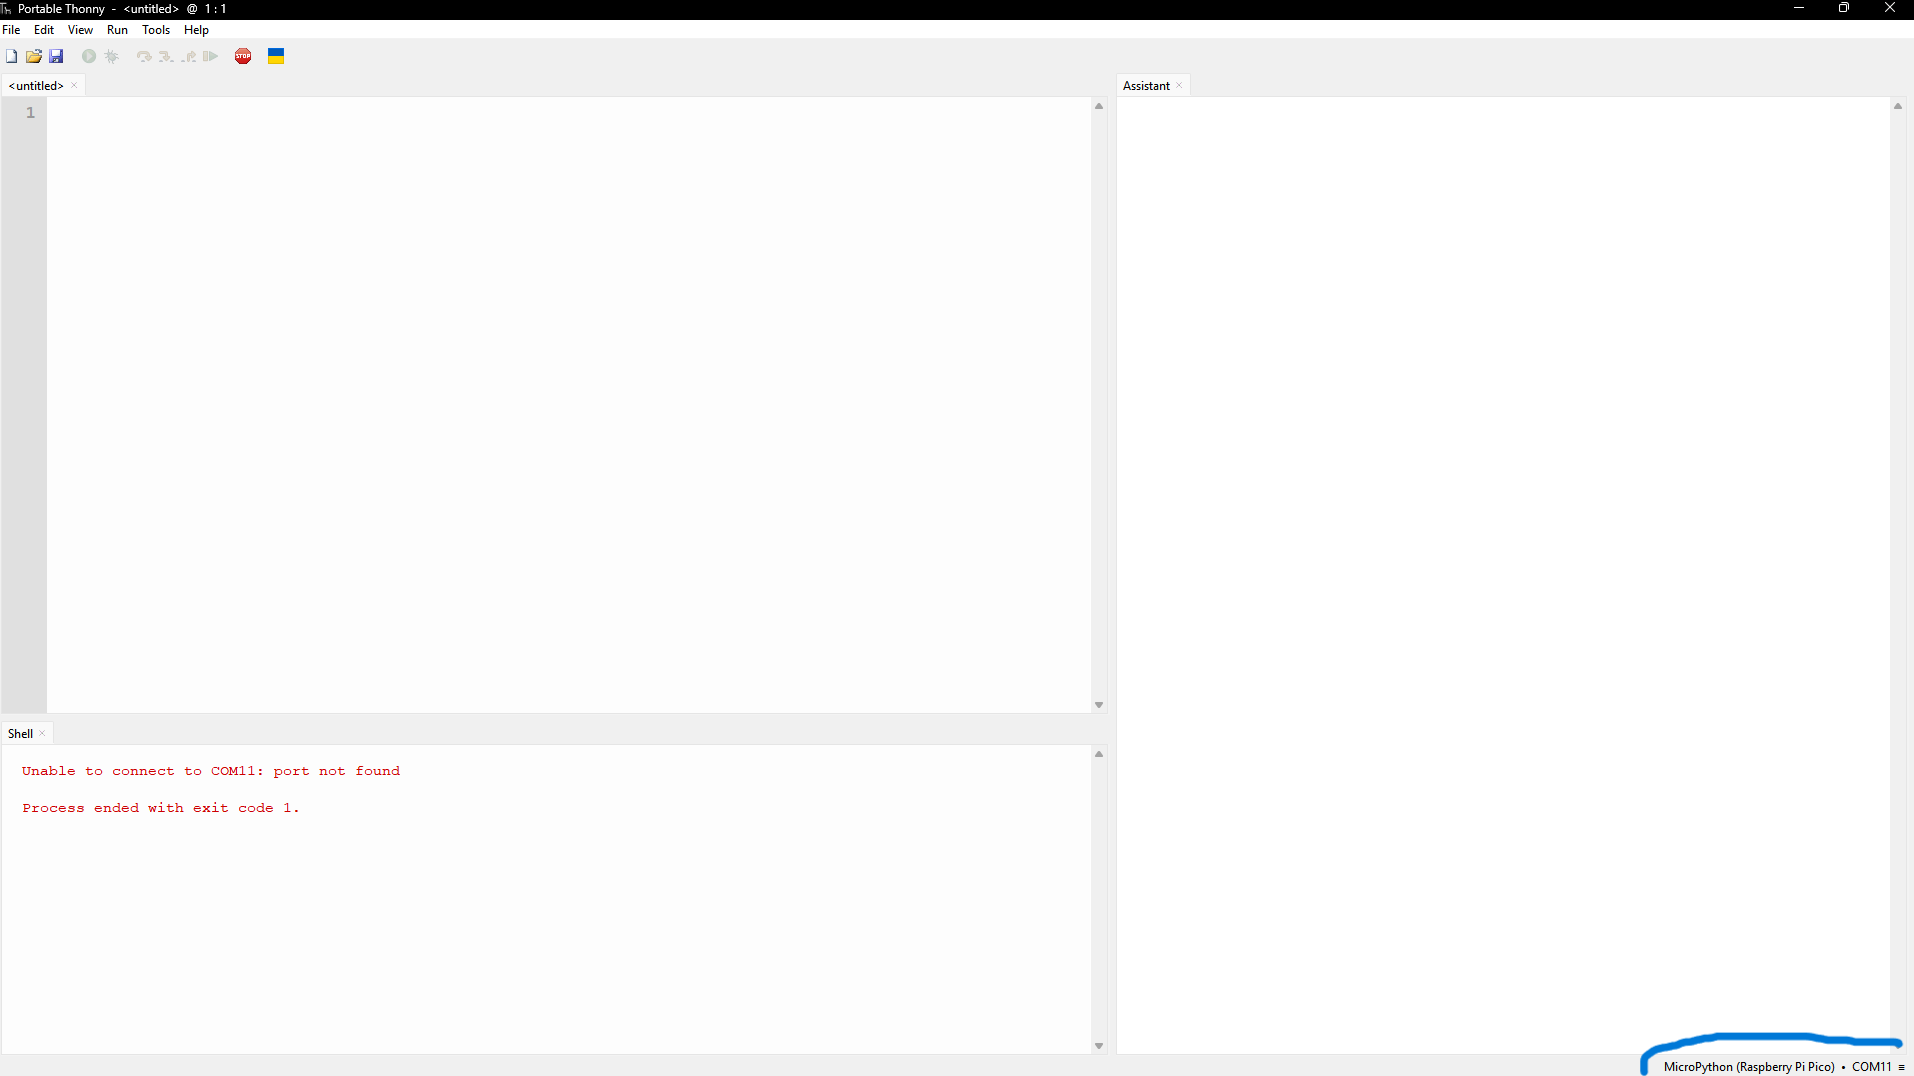 Portable Thonny - <untitled> @ 1:1
File Edit View Run Tools Help
STOP
<untitled> ×
Assistant ×
1
Shell ×
Unable to connect to COM11: port not found
Process ended with exit code 1.
MicroPython (Raspberry Pi Pico) • COM11 ≡